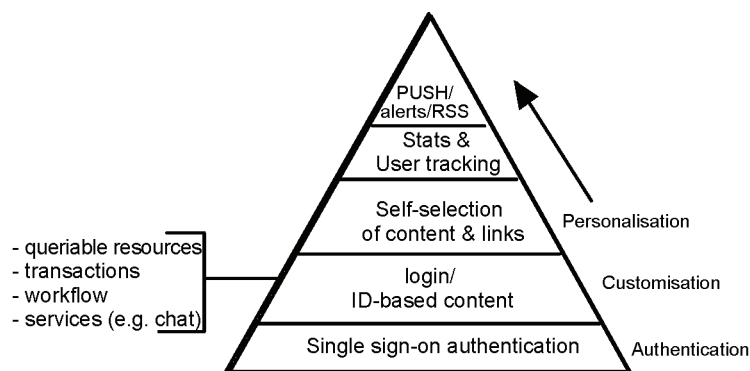 PUSH/
alerts/RSS
Stats &
User tracking
Self-selection
of content & links
Personalisation
- queriable resources
- transactions
- workflow
- services (e.g. chat)
login/
ID-based content
Customisation
Single sign-on authentication
Authentication